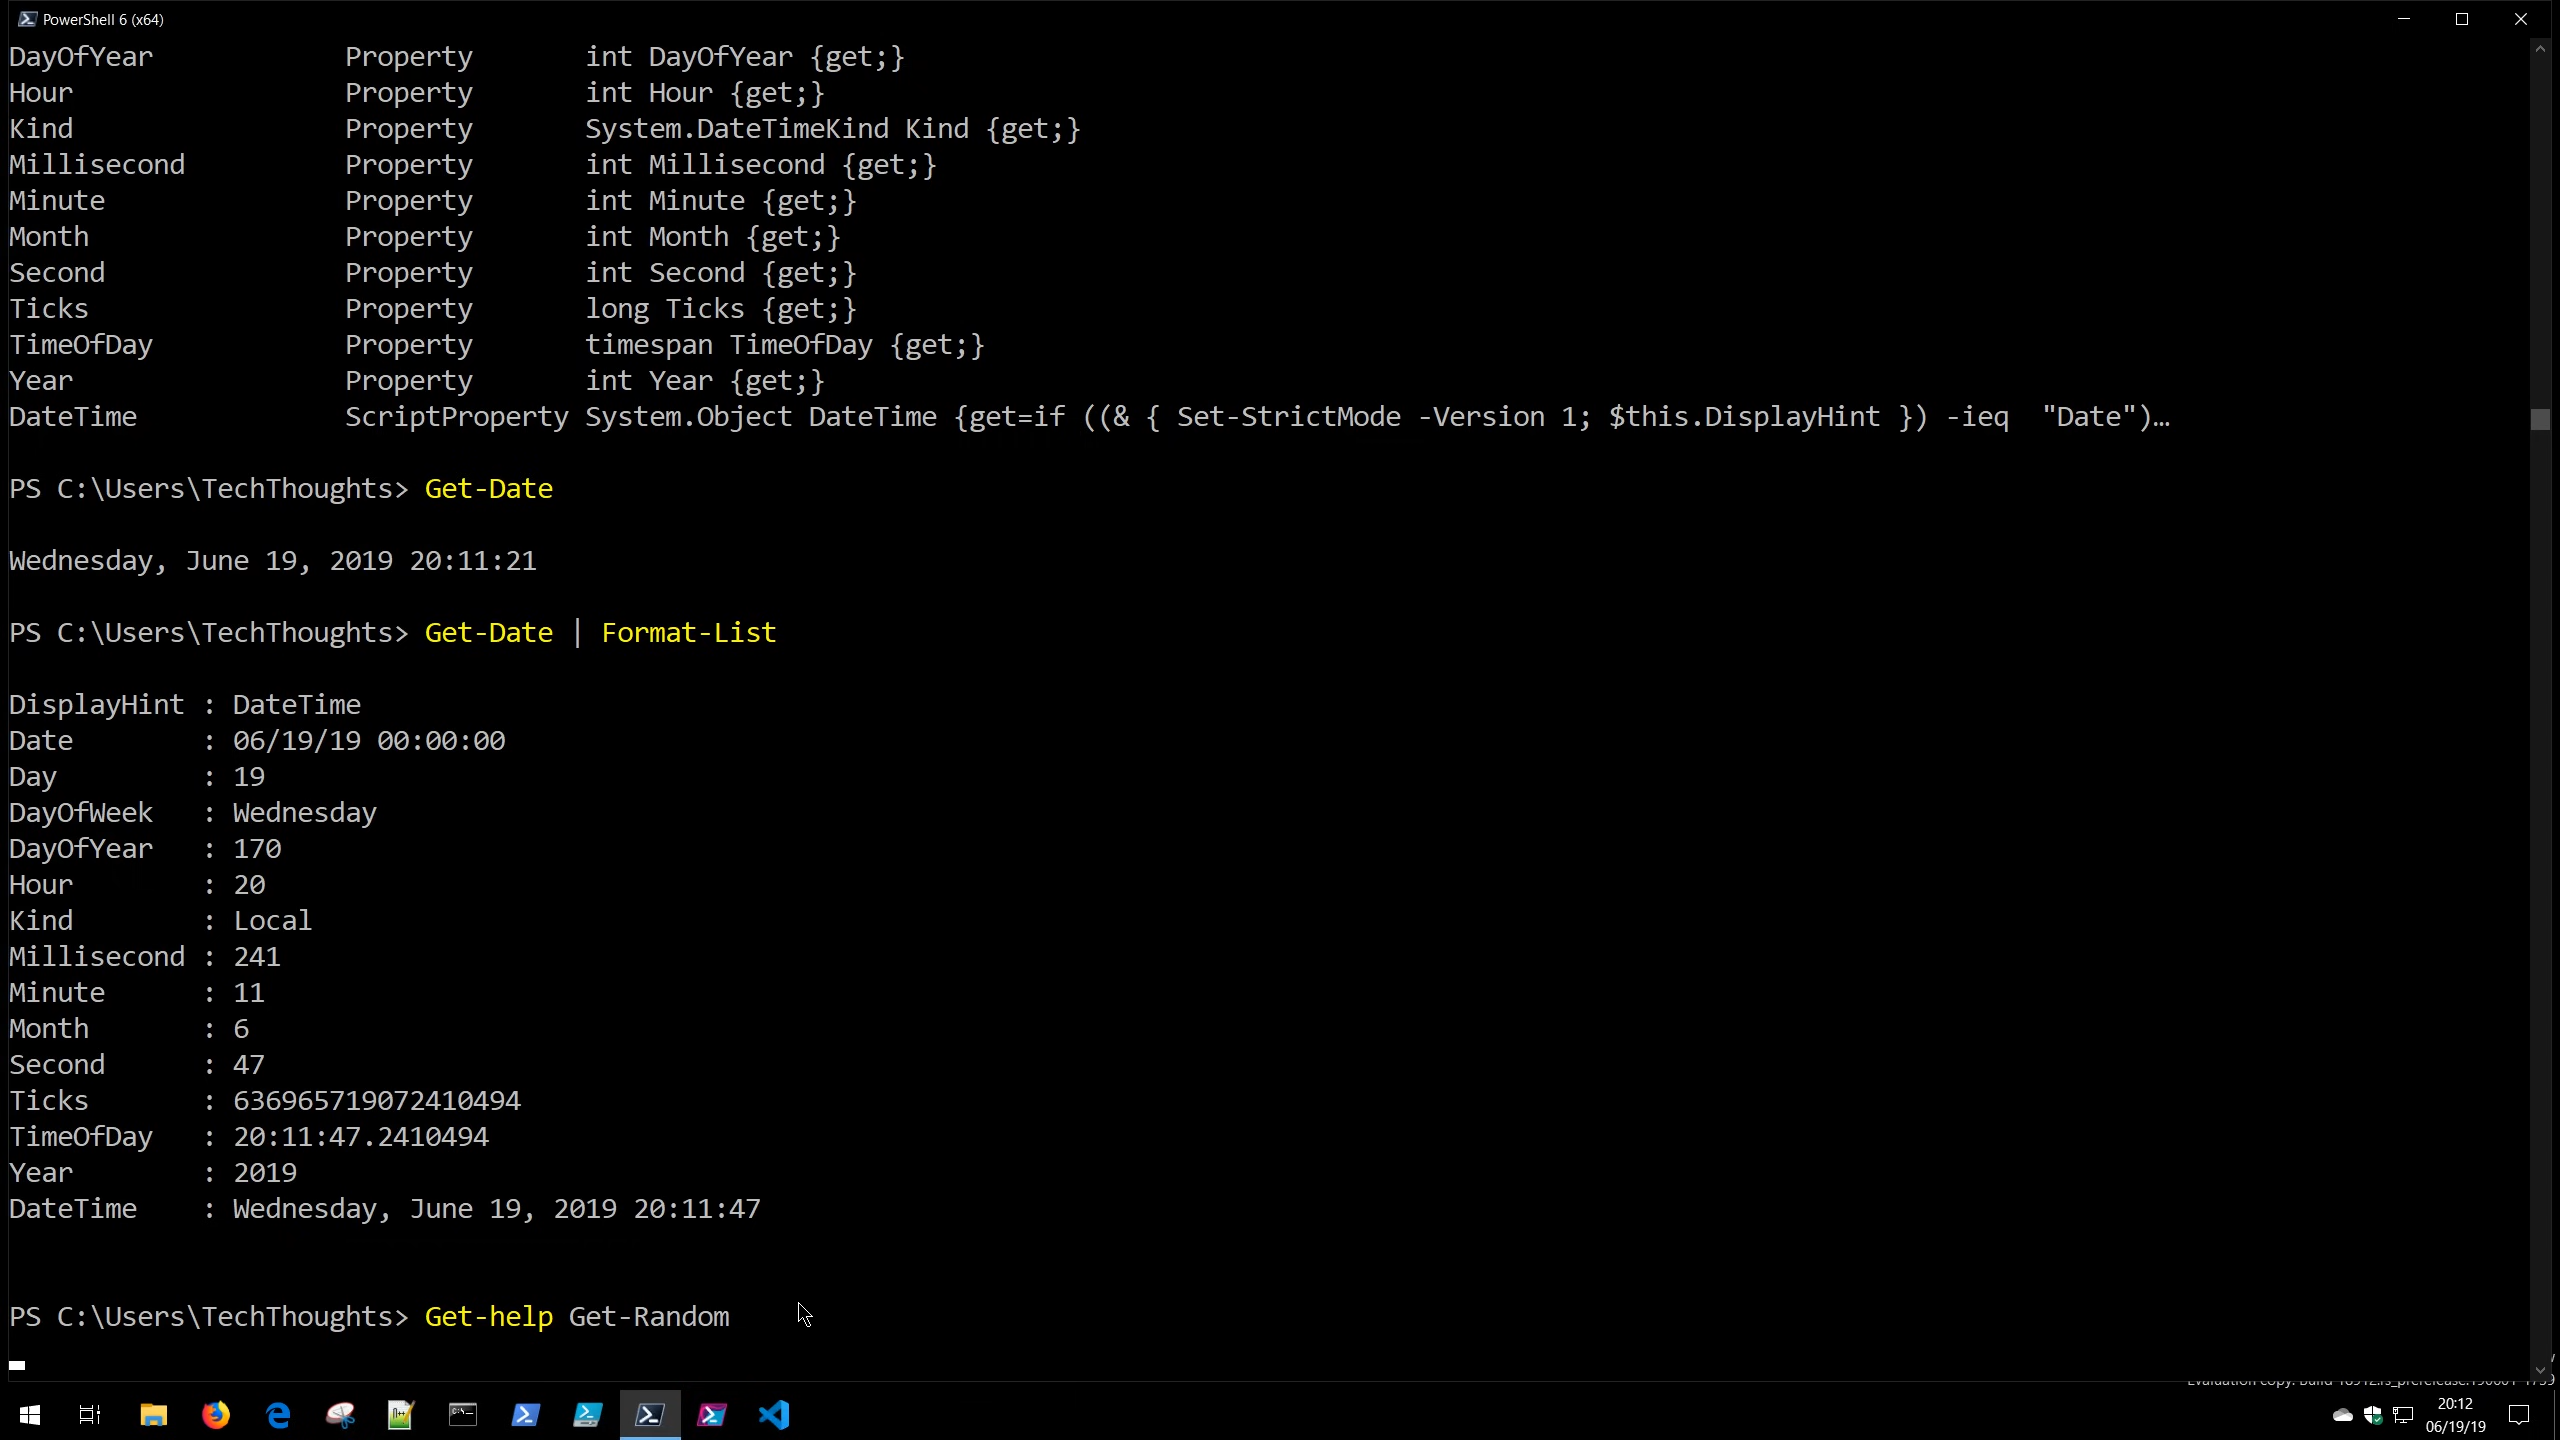 PowerShell 6 (x64)
DayOfYear            Property       int DayOfYear {get;}
Hour                 Property       int Hour {get;}
Kind                 Property       System.DateTimeKind Kind {get;}
Millisecond          Property       int Millisecond {get;}
Minute               Property       int Minute {get;}
Month                Property       int Month {get;}
Second               Property       int Second {get;}
Ticks                Property       long Ticks {get;}
TimeOfDay            Property       timespan TimeOfDay {get;}
Year                 Property       int Year {get;}
DateTime             ScriptProperty System.Object DateTime {get=if ((& { Set-StrictMode -Version 1; $this.DisplayHint }) -ieq  "Date")…
PS C:\Users\TechThoughts> Get-Date
Wednesday, June 19, 2019 20:11:21
PS C:\Users\TechThoughts> Get-Date | Format-List
DisplayHint : DateTime
Date        : 06/19/19 00:00:00
Day         : 19
DayOfWeek   : Wednesday
DayOfYear   : 170
Hour        : 20
Kind        : Local
Millisecond : 241
Minute      : 11
Month       : 6
Second      : 47
Ticks       : 636965719072410494
TimeOfDay   : 20:11:47.2410494
Year        : 2019
DateTime    : Wednesday, June 19, 2019 20:11:47
PS C:\Users\TechThoughts> Get-help Get-Random
20:12
06/19/19